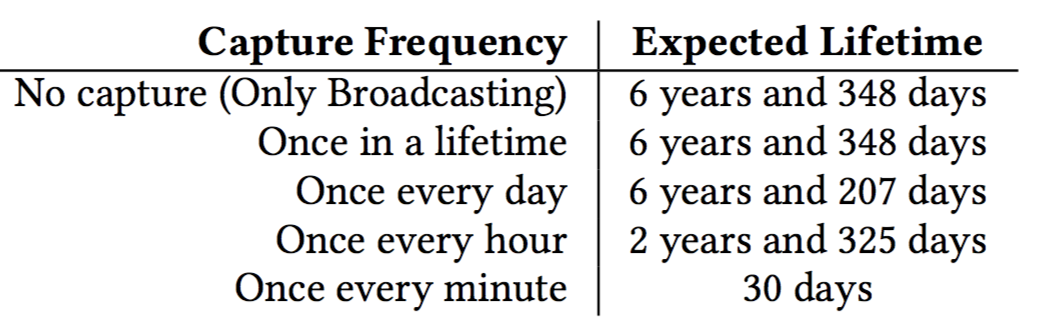 Capture Frequency Expected Lifetime
No capture (Only Broadcasting) 6 years and 348 days
Once in a lifetime 6 years and 348 days
Once every day 6 years and 207 days
Once every hour 2 years and 325 days
Once every minute 30 days